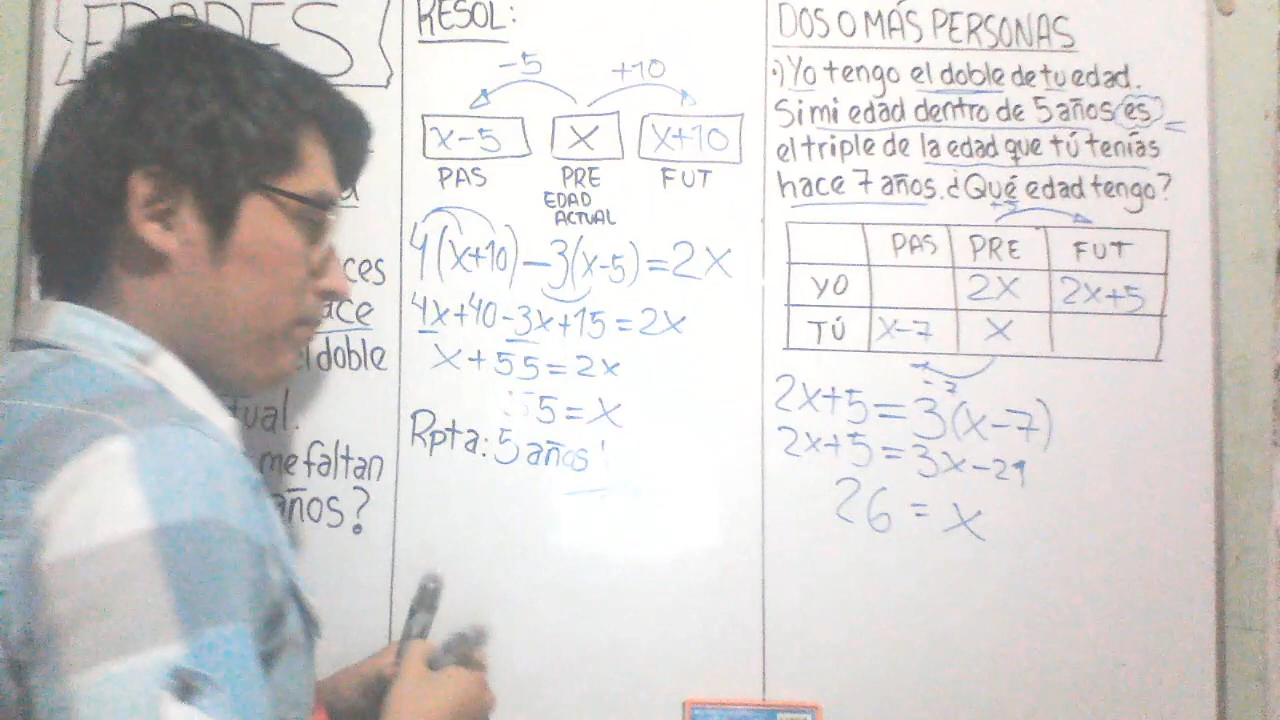 EDADES
ces
ace
el doble
tual.
me faltan
años?
RESOL:
-5 +10
x-5 x x+10
PAS PRE FUT
EDAD
ACTUAL
4(x+10)-3(x-5)=2x
4x+40-3x+15=2x
x+55=2x
55=x
Rpta: 5 años
DOS O MÁS PERSONAS
·) Yo tengo el doble de tu edad.
Si mi edad dentro de 5 años es
el triple de la edad que tú tenías
hace 7 años. ¿Qué edad tengo?
+5
PAS PRE FUT
YO 2x 2x+5
TÚ x-7 x
-7
2x+5=3(x-7)
2x+5=3x-21
26=x